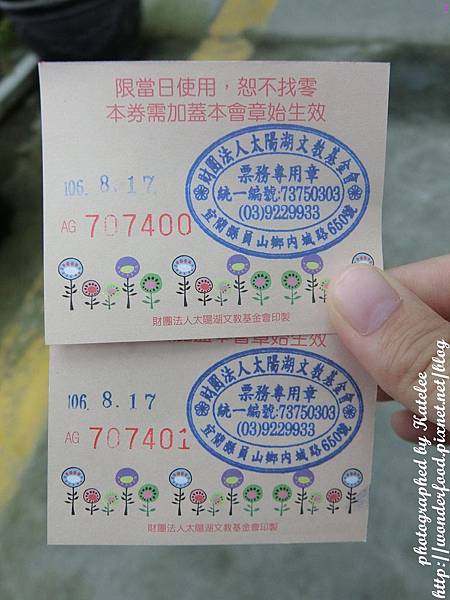 限當日使用，恕不找零
本券需加蓋本會章始生效
106. 8.17
AG 707400
財團法人太陽湖文教基金會
票務專用章
統一編號:73750303
(03)9229933
宜蘭縣員山鄉內城路650號
財團法人太陽湖文教基金會印製
106. 8.17
AG 707401
財團法人太陽湖文教基金會
票務專用章
統一編號:73750303
(03)9229933
宜蘭縣員山鄉內城路650號
財團法人太陽湖文教基金會印製
photographed by Katelee
http://wonderfood.pixnet.net/blog